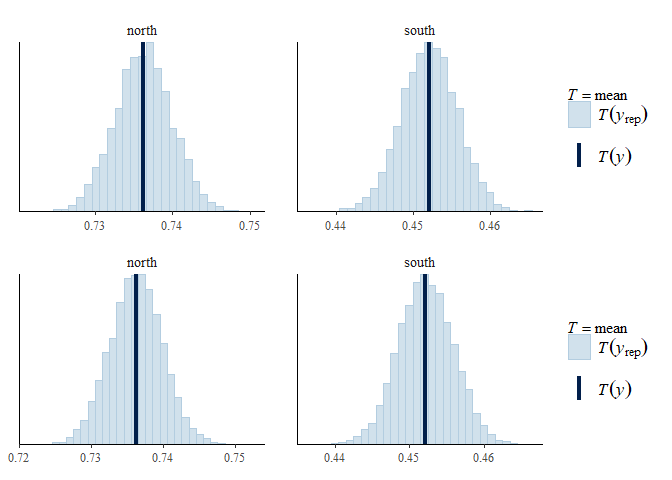 north
south
T = mean
T(y_rep)
T(y)
0.73 0.74 0.75
0.44 0.45 0.46
north
south
T = mean
T(y_rep)
T(y)
0.72 0.73 0.74 0.75
0.44 0.45 0.46